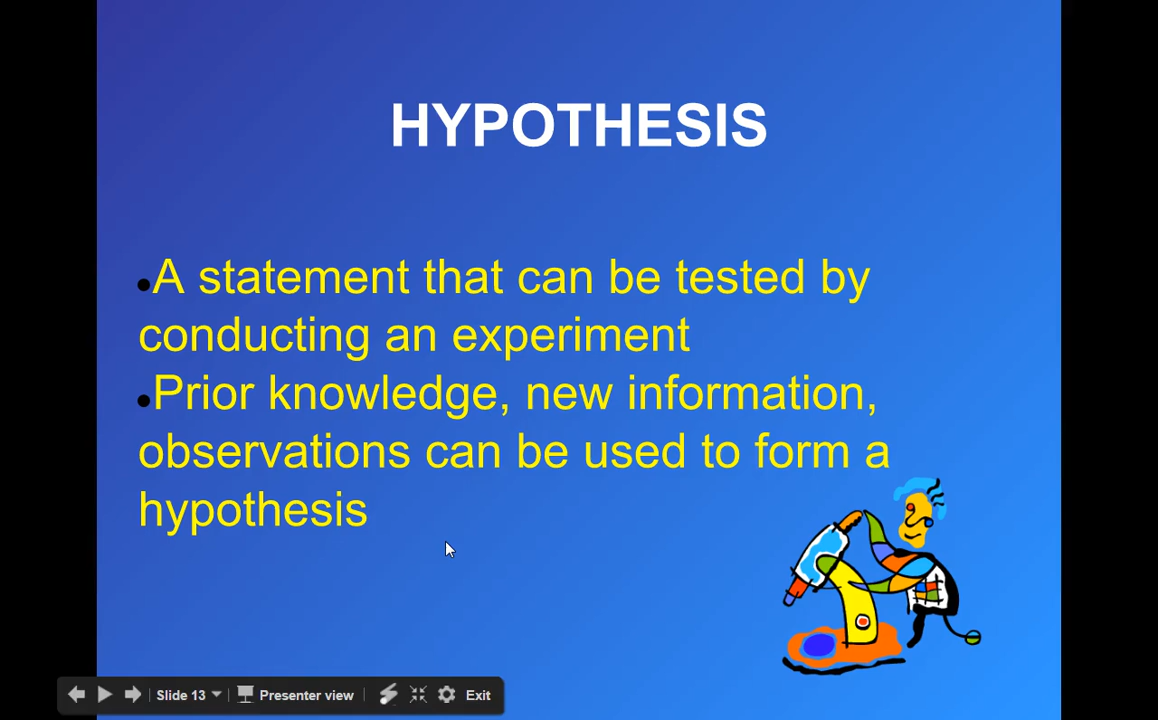 HYPOTHESIS
●A statement that can be tested by
conducting an experiment
●Prior knowledge, new information,
observations can be used to form a
hypothesis
Slide 13 Presenter view Exit